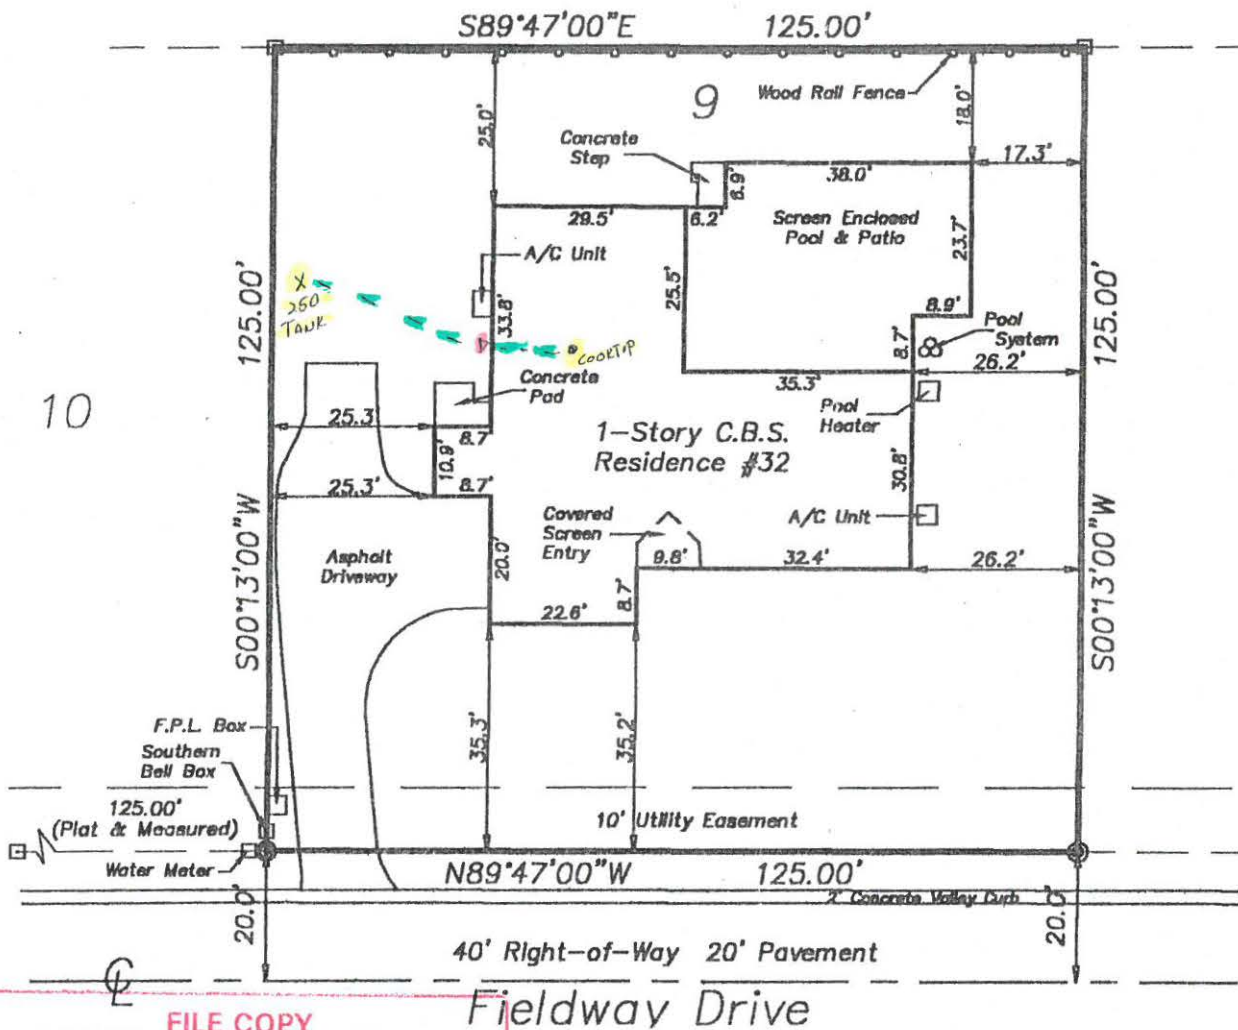 S89°47'00"E 125.00'
9
Wood Rail Fence
25.0'
18.0'
Concrete
Step
17.3'
38.0'
6.9'
29.5'
6.2'
Screen Enclosed
Pool & Patio
23.7'
A/C Unit
X
250
TANK
125.00'
33.8'
25.5'
8.9'
125.00'
Pool
System
8.7'
COOKTOP
26.2'
35.3'
Concrete
Pad
10
25.3'
8.7'
Pool
Heater
10.9'
1-Story C.B.S.
Residence #32
30.8'
25.3'
8.7'
S00°13'00"W
Covered
Screen
Entry
A/C Unit
S00°13'00"W
Asphalt
Driveway
20.0'
9.8'
32.4'
26.2'
8.7'
22.6'
F.P.L. Box
Southern
Bell Box
35.3'
35.2'
125.00'
(Plat & Measured)
10' Utility Easement
Water Meter
N89°47'00"W 125.00'
2' Concrete Valley Curb
20.0'
20.0'
40' Right-of-Way 20' Pavement
CL
Fieldway Drive
FILE COPY